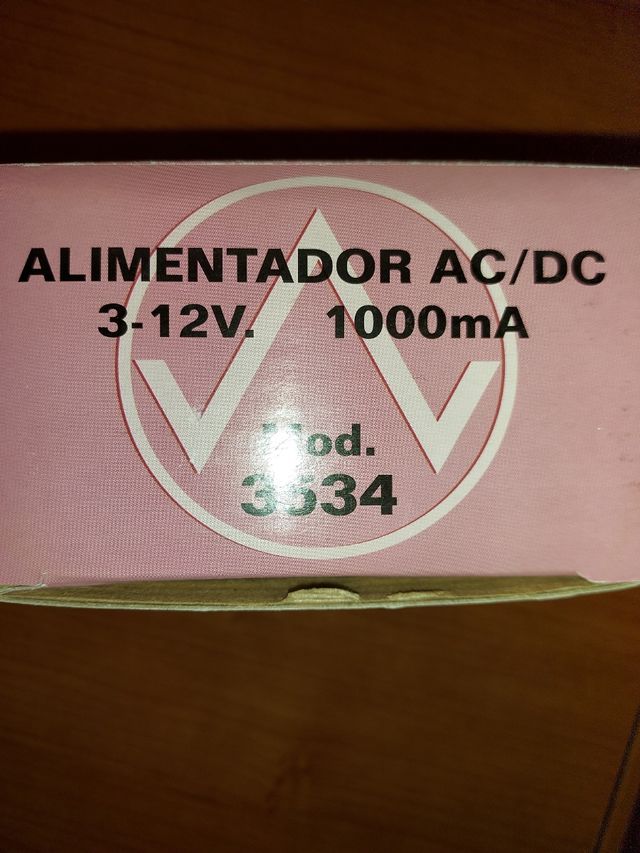 ALIMENTADOR AC/DC
3-12V. 1000mA
Mod.
3534